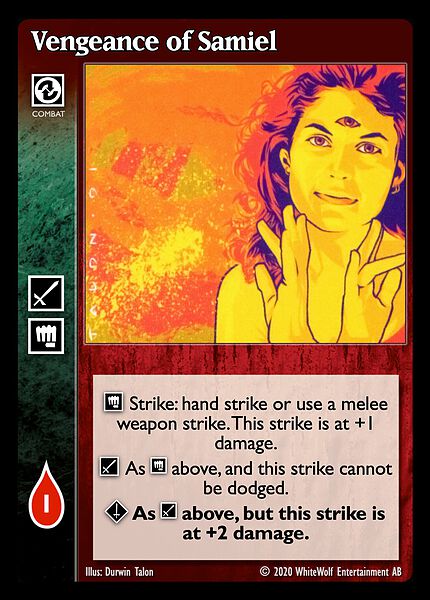 Vengeance of Samiel
COMBAT
TALON
Strike: hand strike or use a melee
weapon strike. This strike is at +1
damage.
As above, and this strike cannot
be dodged.
As above, but this strike is
at +2 damage.
1
Illus: Durwin Talon
© 2020 WhiteWolf Entertainment AB